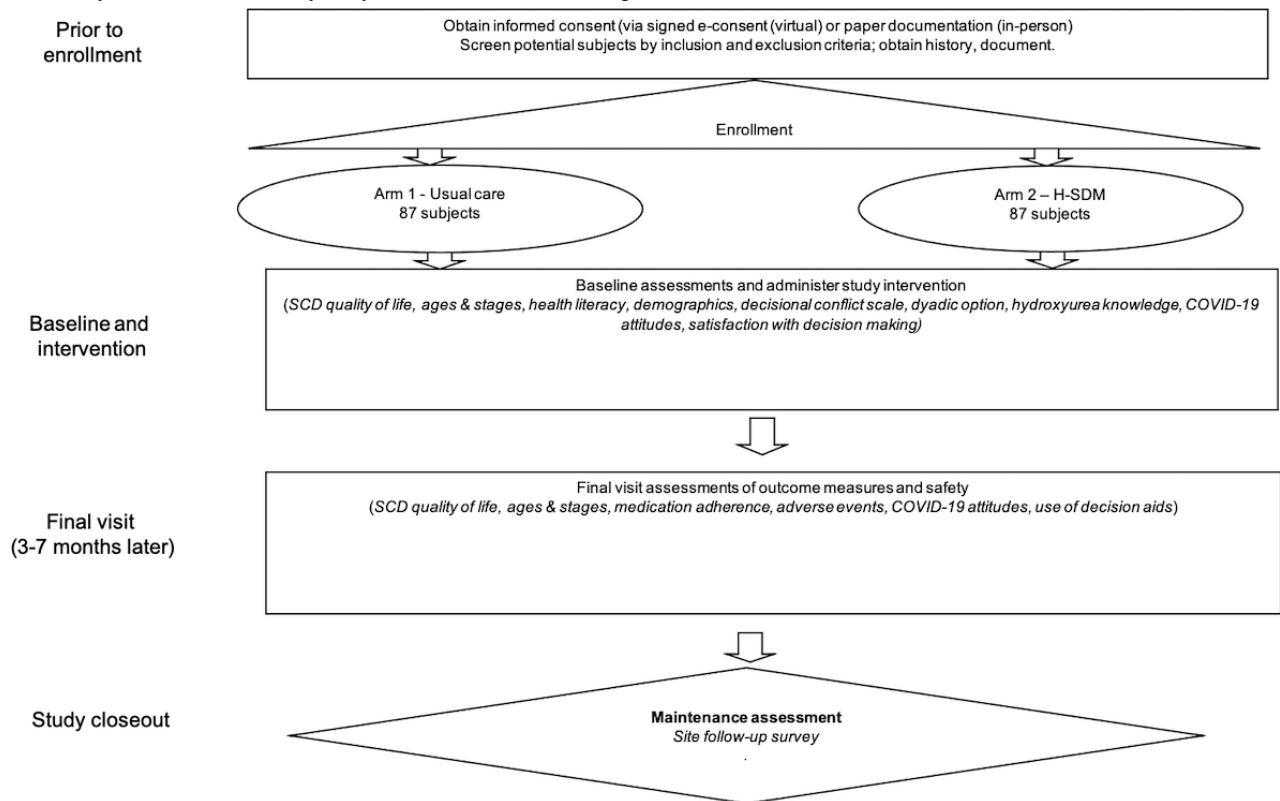 Prior to
enrollment
Obtain informed consent (via signed e-consent (virtual) or paper documentation (in-person)
Screen potential subjects by inclusion and exclusion criteria; obtain history, document.
Enrollment
Arm 1 - Usual care
87 subjects
Arm 2 – H-SDM
87 subjects
Baseline and
intervention
Baseline assessments and administer study intervention
(SCD quality of life, ages & stages, health literacy, demographics, decisional conflict scale, dyadic option, hydroxyurea knowledge, COVID-19
attitudes, satisfaction with decision making)
Final visit
(3-7 months later)
Final visit assessments of outcome measures and safety
(SCD quality of life, ages & stages, medication adherence, adverse events, COVID-19 attitudes, use of decision aids)
Study closeout
Maintenance assessment
Site follow-up survey
.